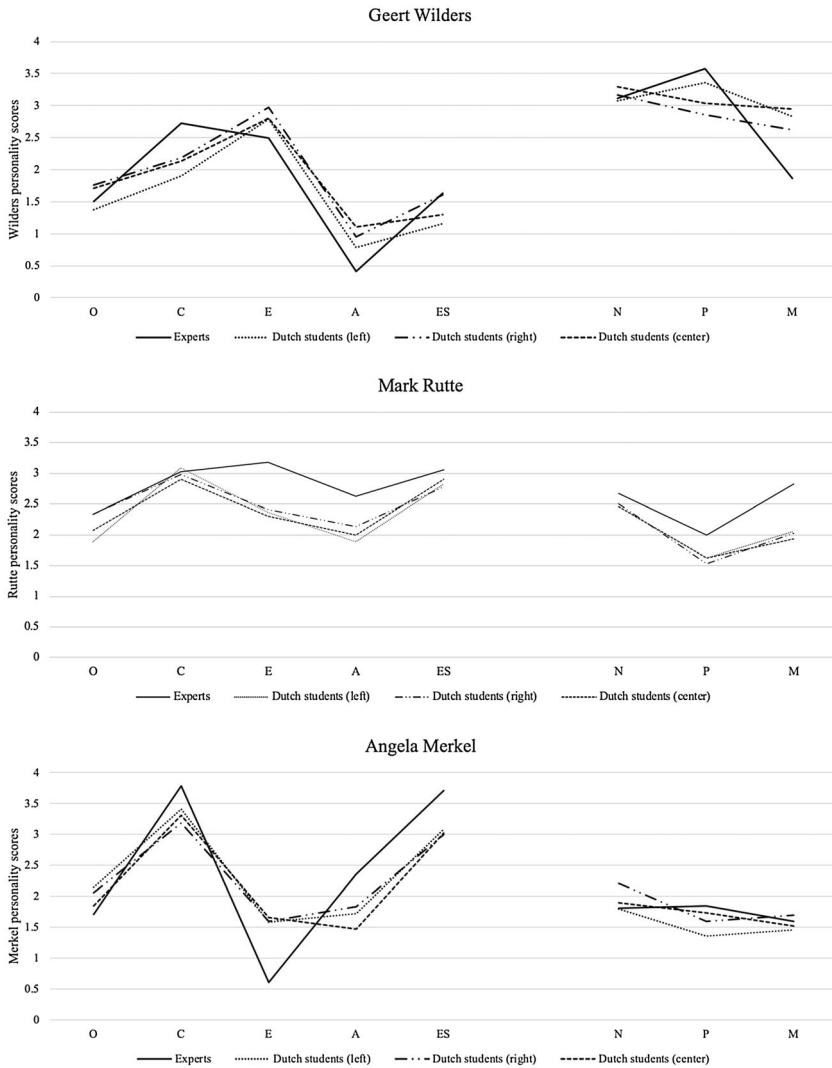 Geert Wilders
Wilders personality scores
4
3.5
3
2.5
2
1.5
1
0.5
0
O C E A ES N P M
Experts Dutch students (left) Dutch students (right) Dutch students (center)
Mark Rutte
Rutte personality scores
4
3.5
3
2.5
2
1.5
1
0.5
0
O C E A ES N P M
Experts Dutch students (left) Dutch students (right) Dutch students (center)
Angela Merkel
Merkel personality scores
4
3.5
3
2.5
2
1.5
1
0.5
0
O C E A ES N P M
Experts Dutch students (left) Dutch students (right) Dutch students (center)